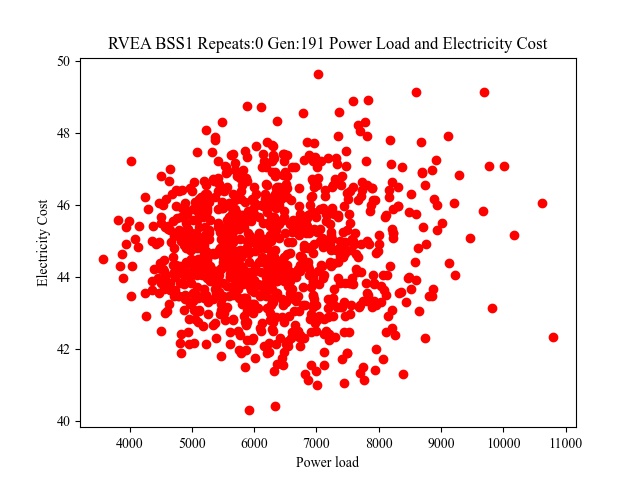 RVEA BSS1 Repeats:0 Gen:191 Power Load and Electricity Cost
50
48
46
44
42
40
Electricity Cost
4000 5000 6000 7000 8000 9000 10000 11000
Power load